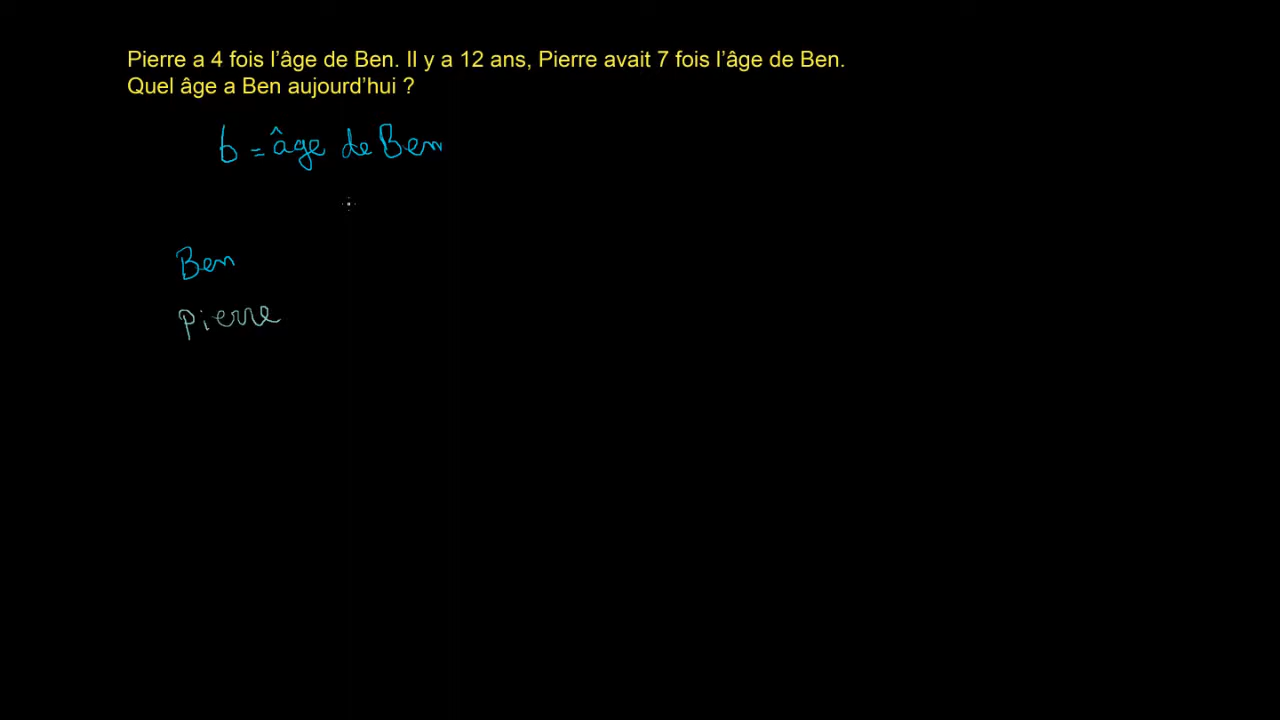 Pierre a 4 fois l’âge de Ben. Il y a 12 ans, Pierre avait 7 fois l’âge de Ben.
Quel âge a Ben aujourd’hui ?
b = âge de Ben
Ben
Pierre